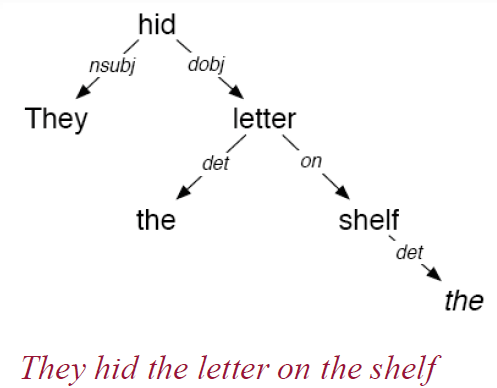 hid
nsubj dobj
They letter
det on
the shelf
det
the
They hid the letter on the shelf